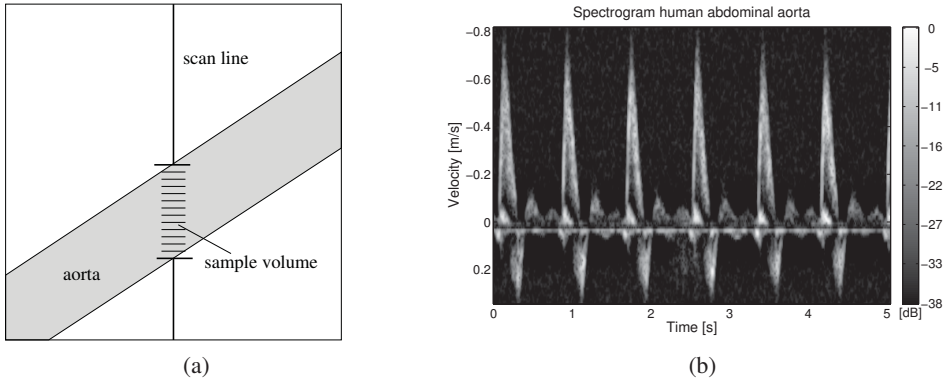 scan line
sample volume
aorta
(a)
Spectrogram human abdominal aorta
Velocity [m/s]
−0.8
−0.6
−0.4
−0.2
0
0.2
0 1 2 3 4 5
Time [s]
0
−5
−11
−16
−22
−27
−33
−38
[dB]
(b)